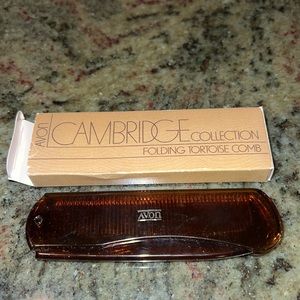 AVON CAMBRIDGE COLLECTION
FOLDING TORTOISE COMB
AVON